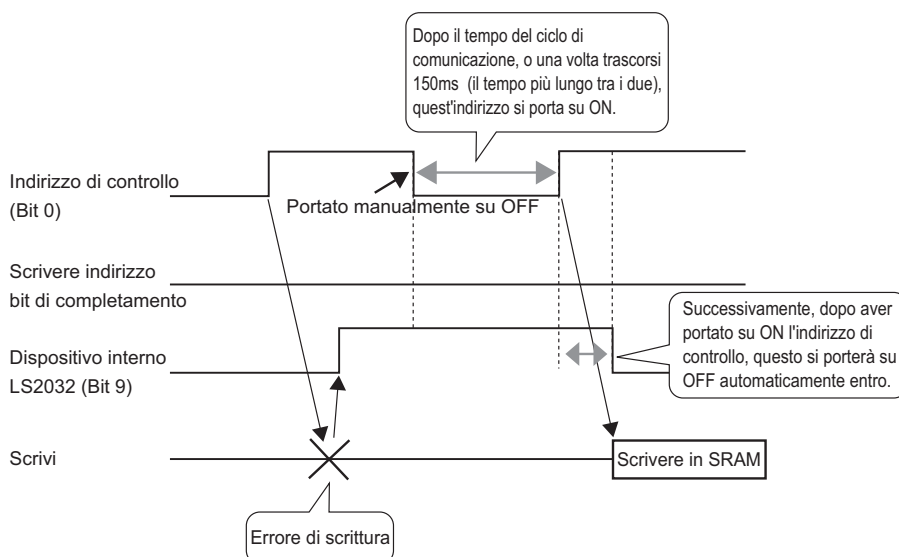 Dopo il tempo del ciclo di
comunicazione, o una volta trascorsi
150ms (il tempo più lungo tra i due),
quest'indirizzo si porta su ON.
Indirizzo di controllo
(Bit 0)
Portato manualmente su OFF
Scrivere indirizzo
bit di completamento
Successivamente, dopo aver
portato su ON l'indirizzo di
controllo, questo si porterà su
OFF automaticamente entro.
Dispositivo interno
LS2032 (Bit 9)
Scrivi
Scrivere in SRAM
Errore di scrittura